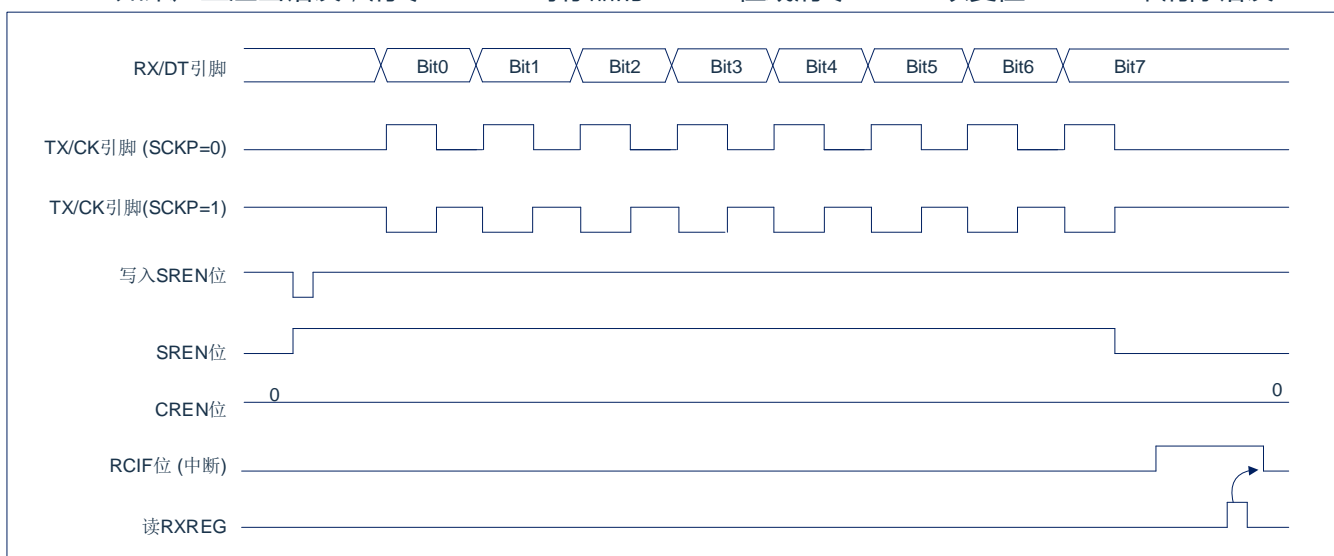 RX/DT引脚
Bit0 Bit1 Bit2 Bit3 Bit4 Bit5 Bit6 Bit7
TX/CK引脚 (SCKP=0)
TX/CK引脚(SCKP=1)
写入SREN位
SREN位
0 0
CREN位
RCIF位 (中断)
读RXREG